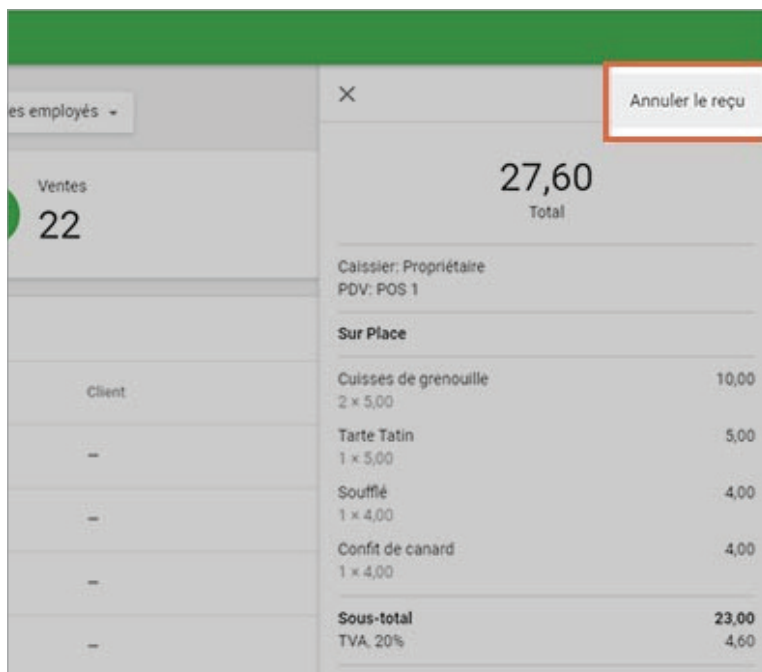 es employés
Ventes
22
Client
–
–
–
–
×
Annuler le reçu
27,60
Total
Caissier: Propriétaire
PDV: POS 1
Sur Place
Cuisses de grenouille 10,00
2 × 5,00
Tarte Tatin 5,00
1 × 5,00
Soufflé 4,00
1 × 4,00
Confit de canard 4,00
1 × 4,00
Sous-total 23,00
TVA, 20% 4,60